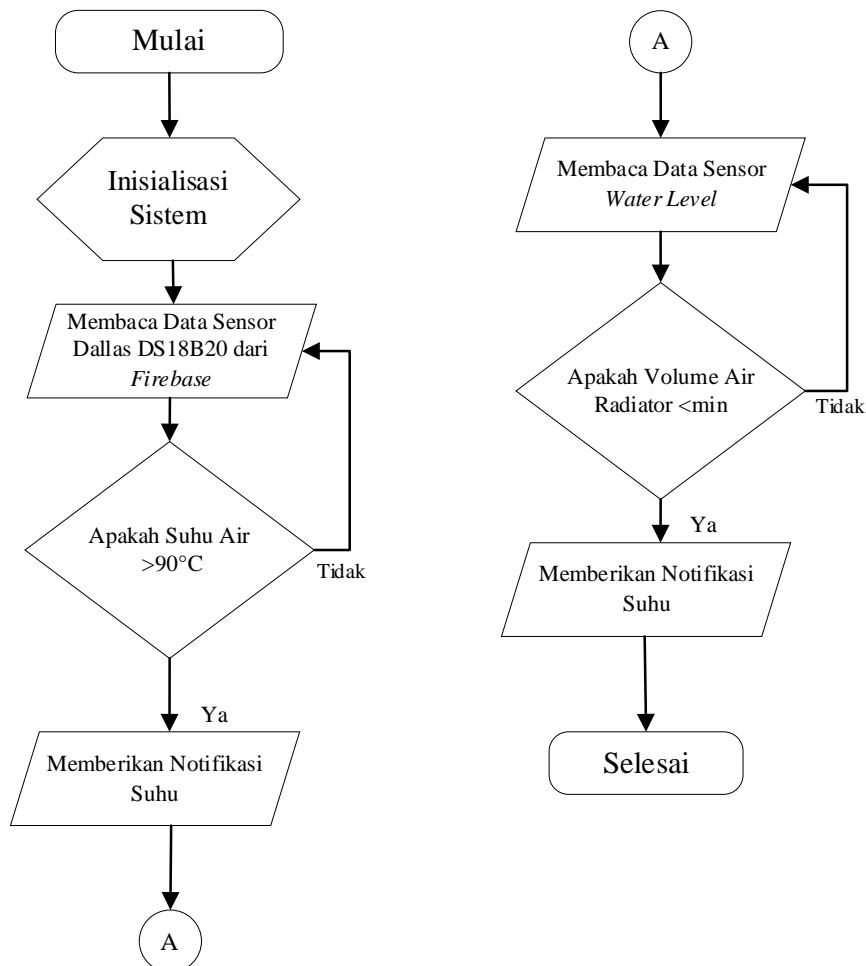 Mulai
Inisialisasi
Sistem
Membaca Data Sensor
Dallas DS18B20 dari
Firebase
Apakah Suhu Air
>90°C
Tidak
Ya
Memberikan Notifikasi
Suhu
A
A
Membaca Data Sensor
Water Level
Apakah Volume Air
Radiator <min
Tidak
Ya
Memberikan Notifikasi
Suhu
Selesai